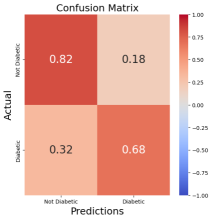 Confusion Matrix
Not Diabetic
0.82
0.18
Diabetic
0.32
0.68
Actual
Not Diabetic
Diabetic
Predictions
1.00
0.75
0.50
0.25
0.00
−0.25
−0.50
−0.75
−1.00